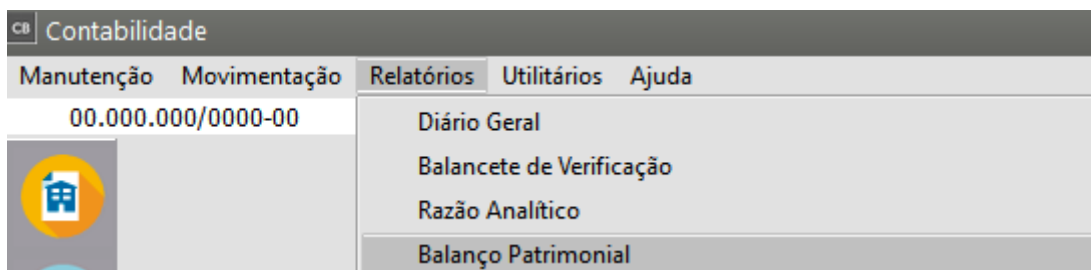 CB Contabilidade
Manutenção Movimentação Relatórios Utilitários Ajuda
00.000.000/0000-00
Diário Geral
Balancete de Verificação
Razão Analítico
Balanço Patrimonial